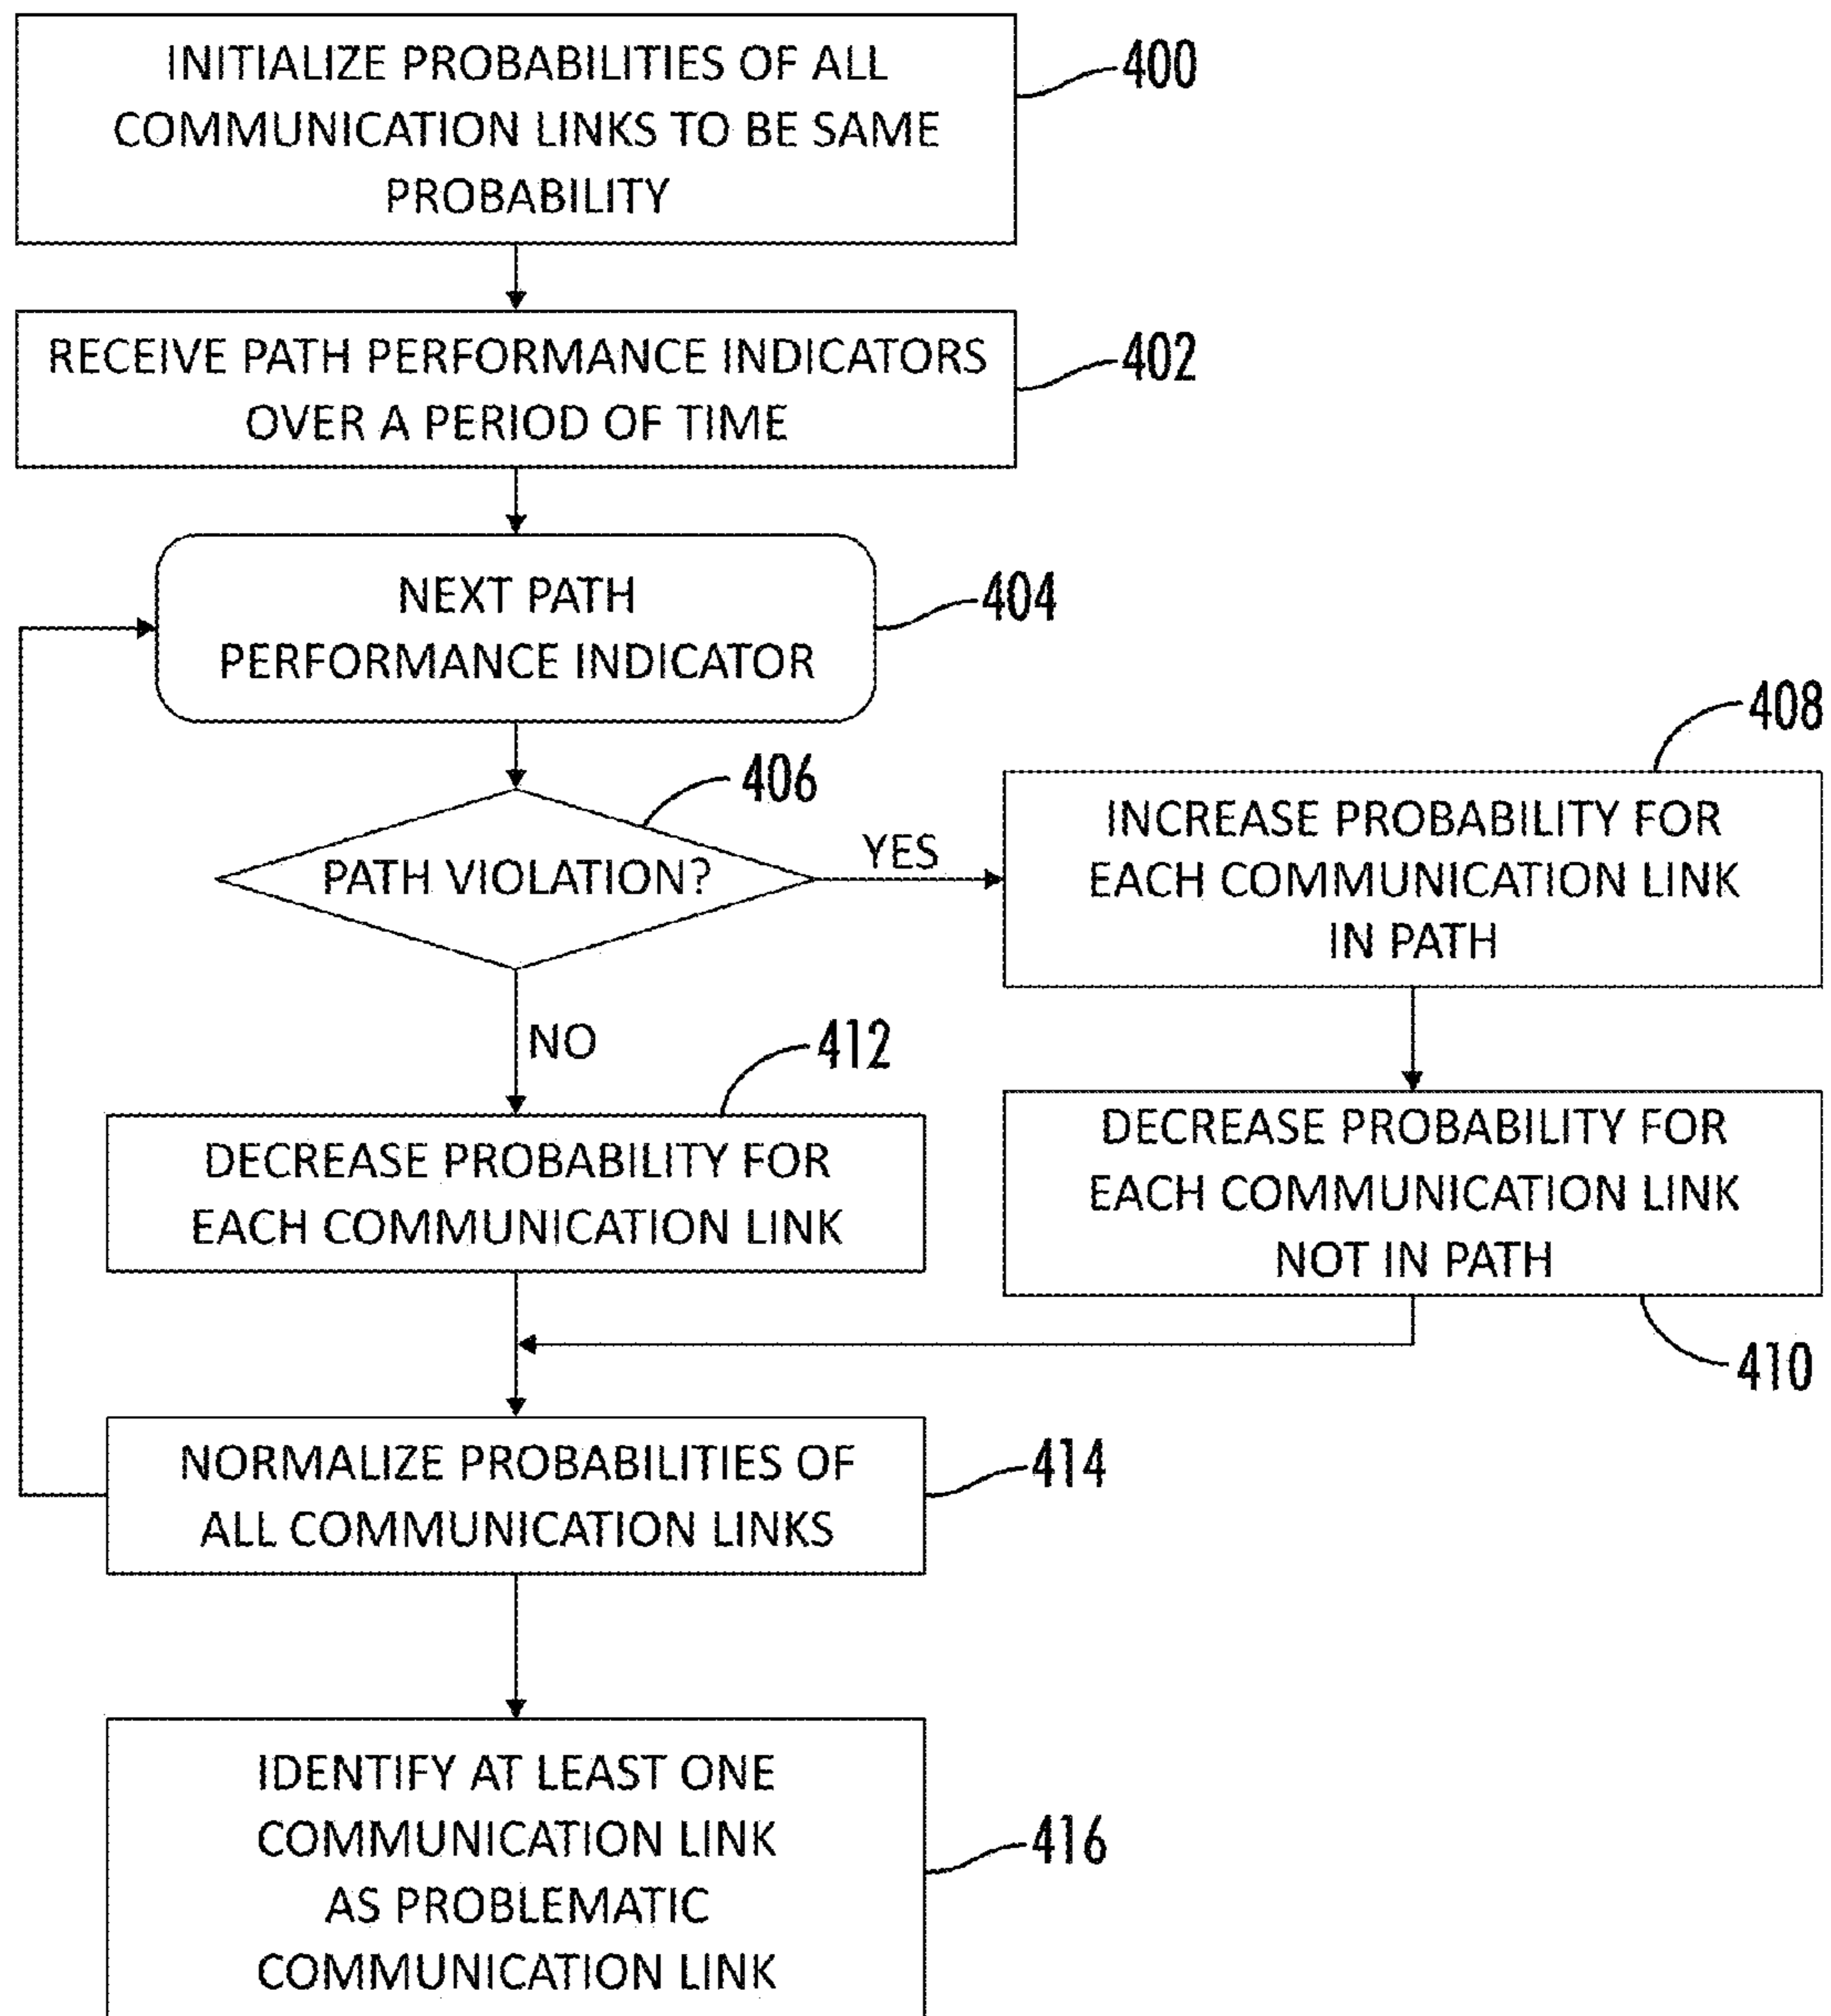 INITIALIZE PROBABILITIES OF ALL
COMMUNICATION LINKS TO BE SAME
PROBABILITY
400
RECEIVE PATH PERFORMANCE INDICATORS
OVER A PERIOD OF TIME
402
NEXT PATH
PERFORMANCE INDICATOR
404
406
PATH VIOLATION?
YES
408
INCREASE PROBABILITY FOR
EACH COMMUNICATION LINK
IN PATH
NO
412
DECREASE PROBABILITY FOR
EACH COMMUNICATION LINK
DECREASE PROBABILITY FOR
EACH COMMUNICATION LINK
NOT IN PATH
410
NORMALIZE PROBABILITIES OF
ALL COMMUNICATION LINKS
414
IDENTIFY AT LEAST ONE
COMMUNICATION LINK
AS PROBLEMATIC
COMMUNICATION LINK
416